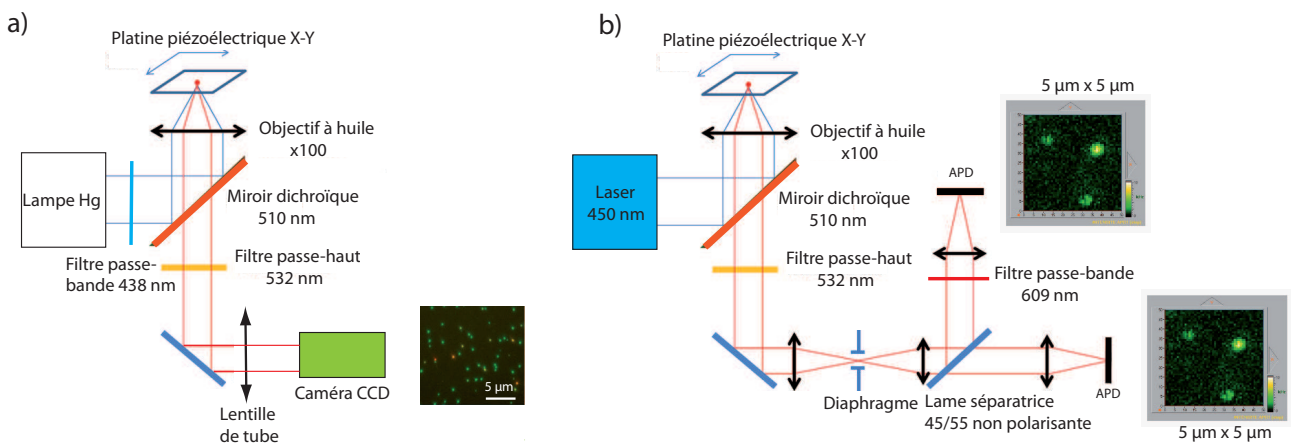 a)
Platine piézoélectrique X-Y
Objectif à huile
x100
Lampe Hg
Miroir dichroïque
510 nm
Filtre passe-
bande 438 nm
Filtre passe-haut
532 nm
Caméra CCD
Lentille
de tube
5 µm
b)
Platine piézoélectrique X-Y
Objectif à huile
x100
Laser
450 nm
Miroir dichroïque
510 nm
Filtre passe-haut
532 nm
APD
Filtre passe-bande
609 nm
Diaphragme
Lame séparatrice
45/55 non polarisante
APD
5 µm x 5 µm
5 µm x 5 µm